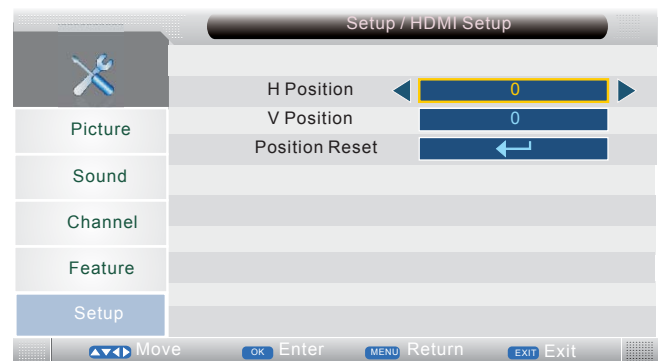 Setup / HDMI Setup
H Position 0
V Position 0
Position Reset
Picture
Sound
Channel
Feature
Setup
Move OK Enter MENU Return EXIT Exit